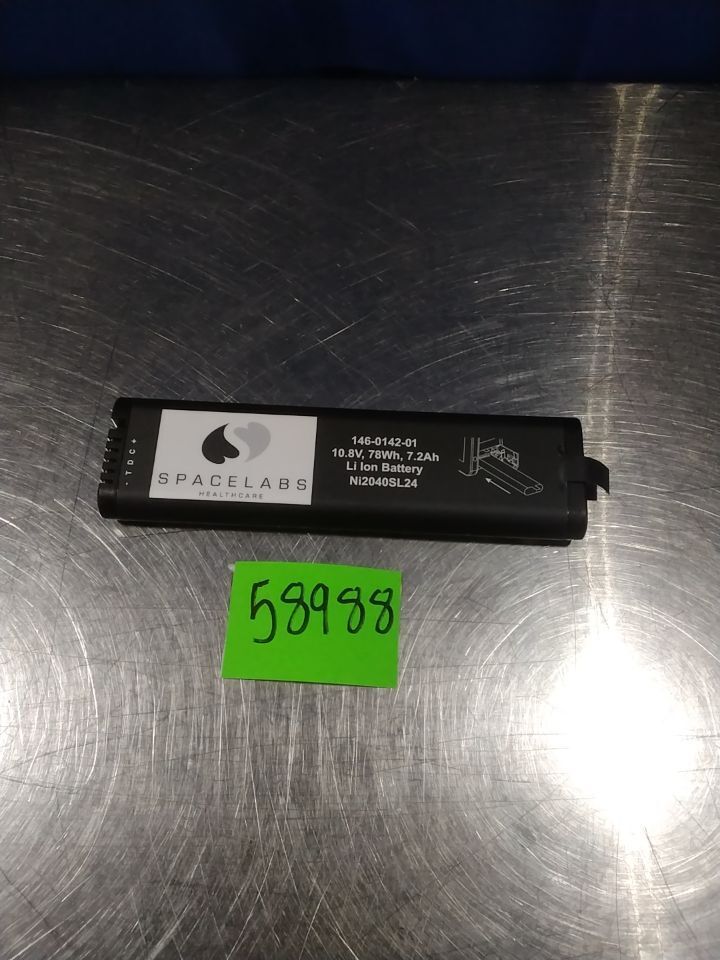 - T D C +
SPACELABS
HEALTHCARE
146-0142-01
10.8V, 78Wh, 7.2Ah
Li Ion Battery
Ni2040SL24
58988